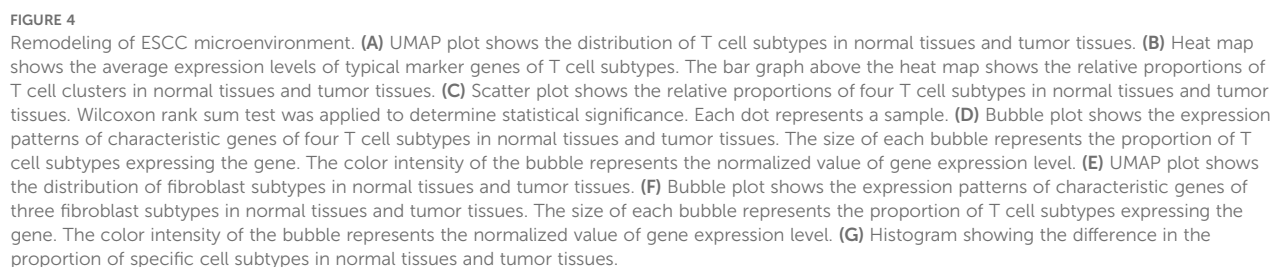 FIGURE 4
Remodeling of ESCC microenvironment. (A) UMAP plot shows the distribution of T cell subtypes in normal tissues and tumor tissues. (B) Heat map
shows the average expression levels of typical marker genes of T cell subtypes. The bar graph above the heat map shows the relative proportions of
T cell clusters in normal tissues and tumor tissues. (C) Scatter plot shows the relative proportions of four T cell subtypes in normal tissues and tumor
tissues. Wilcoxon rank sum test was applied to determine statistical significance. Each dot represents a sample. (D) Bubble plot shows the expression
patterns of characteristic genes of four T cell subtypes in normal tissues and tumor tissues. The size of each bubble represents the proportion of T
cell subtypes expressing the gene. The color intensity of the bubble represents the normalized value of gene expression level. (E) UMAP plot shows
the distribution of fibroblast subtypes in normal tissues and tumor tissues. (F) Bubble plot shows the expression patterns of characteristic genes of
three fibroblast subtypes in normal tissues and tumor tissues. The size of each bubble represents the proportion of T cell subtypes expressing the
gene. The color intensity of the bubble represents the normalized value of gene expression level. (G) Histogram showing the difference in the
proportion of specific cell subtypes in normal tissues and tumor tissues.